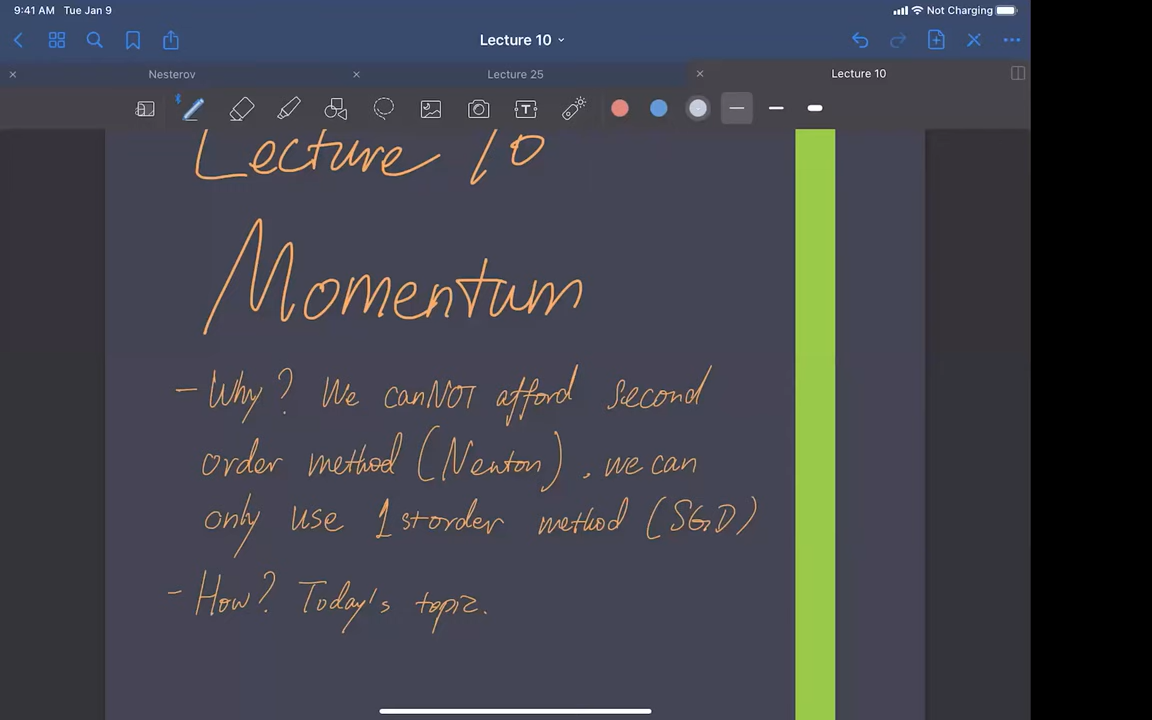 9:41 AM Tue Jan 9
Not Charging
Lecture 10
Nesterov
Lecture 25
Lecture 10
T
Lecture 10
Momentum
- Why? We canNOT afford second
order method (Newton), we can
only use 1st order method (SGD)
- How? Today's topic.